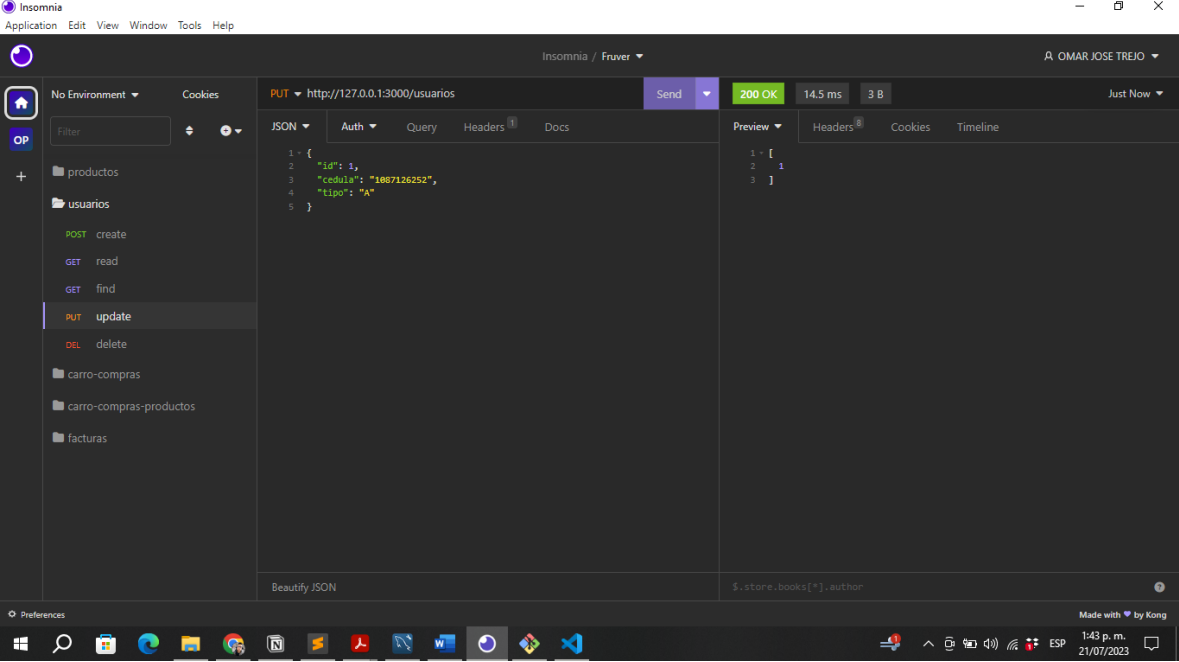 Insomnia
Application Edit View Window Tools Help
Insomnia / Fruver
OMAR JOSE TREJO
No Environment Cookies
PUT http://127.0.0.1:3000/usuarios Send
200 OK 14.5 ms 3 B Just Now
Filter
JSON Auth Query Headers 1 Docs
Preview Headers 8 Cookies Timeline
OP
productos
usuarios
POST create
GET read
GET find
PUT update
DEL delete
carro-compras
carro-compras-productos
facturas
1 {
2 "id": 1,
3 "cedula": "1087126252",
4 "tipo": "A"
5 }
1 [
2 1
3 ]
Beautify JSON
$.store.books[*].author
Preferences
Made with by Kong
ESP
1:43 p. m.
21/07/2023